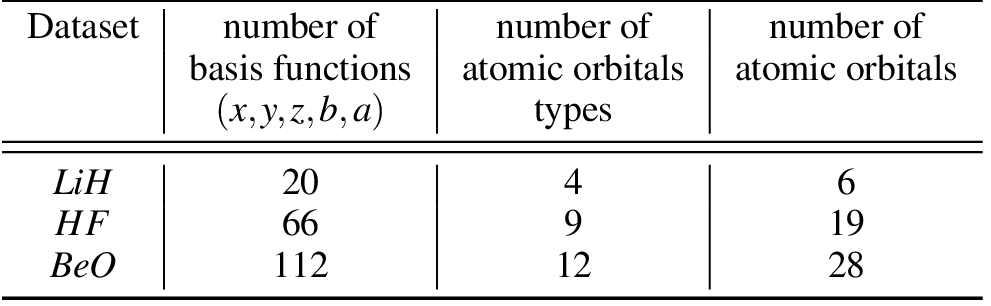 Dataset number of number of number of
basis functions atomic orbitals atomic orbitals
(x,y,z,b,a) types
LiH 20 4 6
HF 66 9 19
BeO 112 12 28